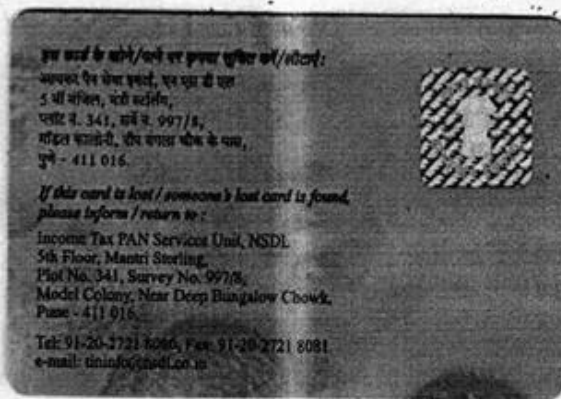 इस कार्ड के खोने/पाने पर कृपया सूचित करें/लौटाएं:
आयकर पैन सेवा इकाई, एन एस डी एल
5 वीं मंजिल, मंत्री स्टर्लिंग,
प्लॉट नं. 341, सर्वे नं. 997/8,
मॉडल कालोनी, दीप बंगला चौक के पास,
पुणे - 411 016.
If this card is lost / someone's lost card is found,
please inform / return to :
Income Tax PAN Services Unit, NSDL
5th Floor, Mantri Sterling,
Plot No. 341, Survey No. 997/8,
Model Colony, Near Deep Bungalow Chowk,
Pune - 411 016.
Tel: 91-20-2721 8080, Fax: 91-20-2721 8081
e-mail: tininfo@nsdl.co.in